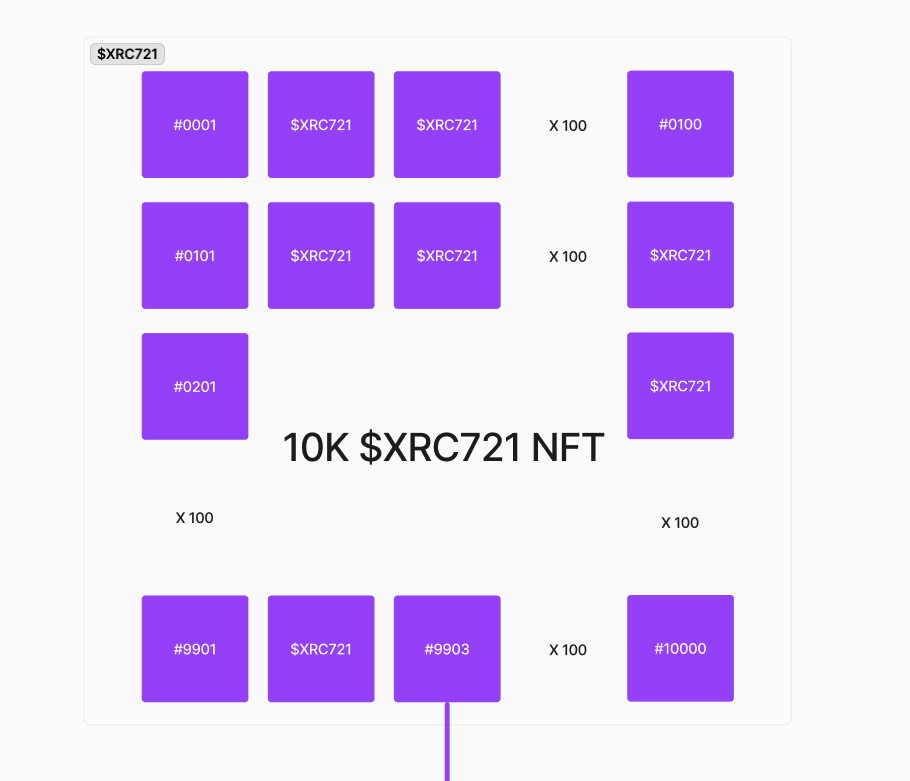 $XRC721
#0001 $XRC721 $XRC721 X 100 #0100
#0101 $XRC721 $XRC721 X 100 $XRC721
#0201 $XRC721
10K $XRC721 NFT
X 100 X 100
#9901 $XRC721 #9903 X 100 #10000